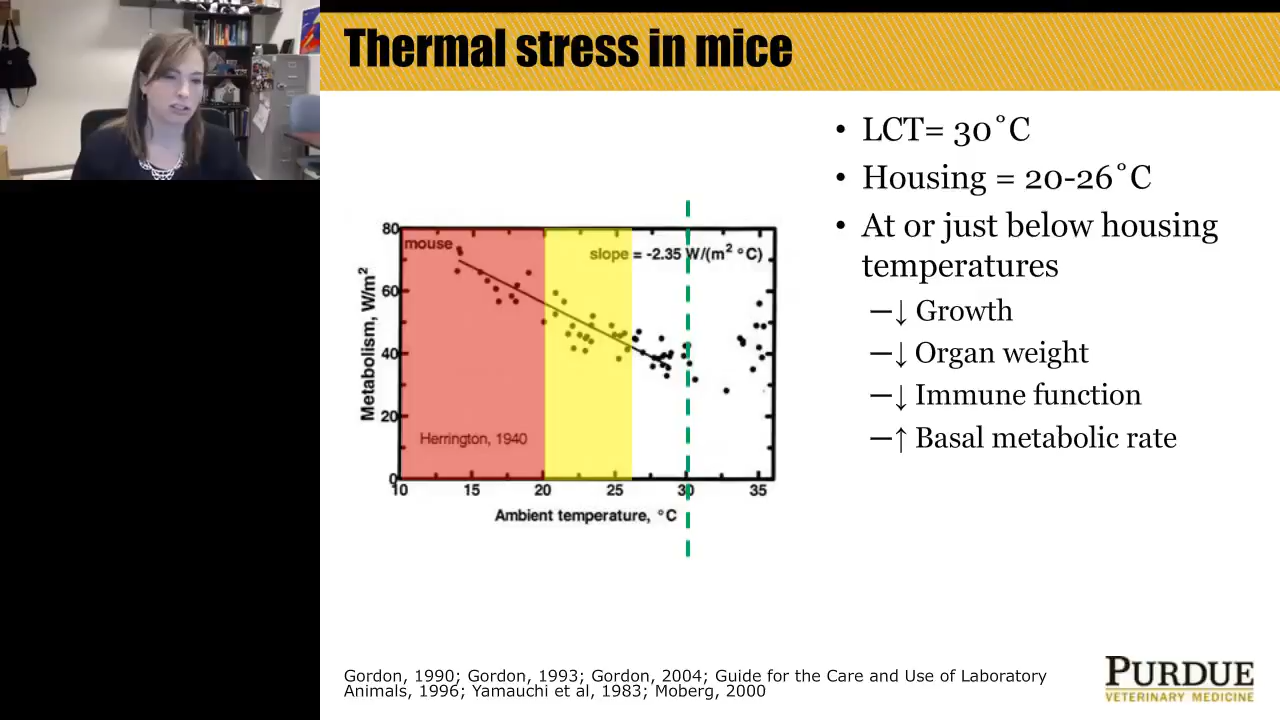 Thermal stress in mice
• LCT= 30˚C
• Housing = 20-26˚C
• At or just below housing
temperatures
—↓ Growth
—↓ Organ weight
—↓ Immune function
—↑ Basal metabolic rate
mouse
slope = -2.35 W/(m² °C)
Herrington, 1940
Metabolism, W/m²
80
60
40
20
0
10 15 20 25 30 35
Ambient temperature, °C
Gordon, 1990; Gordon, 1993; Gordon, 2004; Guide for the Care and Use of Laboratory
Animals, 1996; Yamauchi et al, 1983; Moberg, 2000
PURDUE
VETERINARY MEDICINE